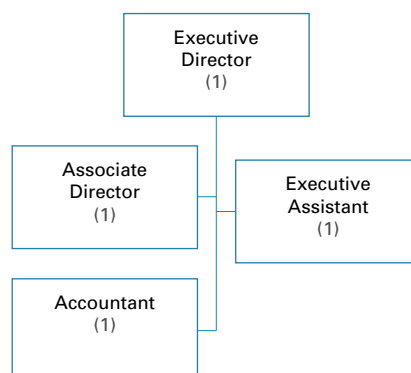 Executive
Director
(1)
Associate
Director
(1)
Executive
Assistant
(1)
Accountant
(1)